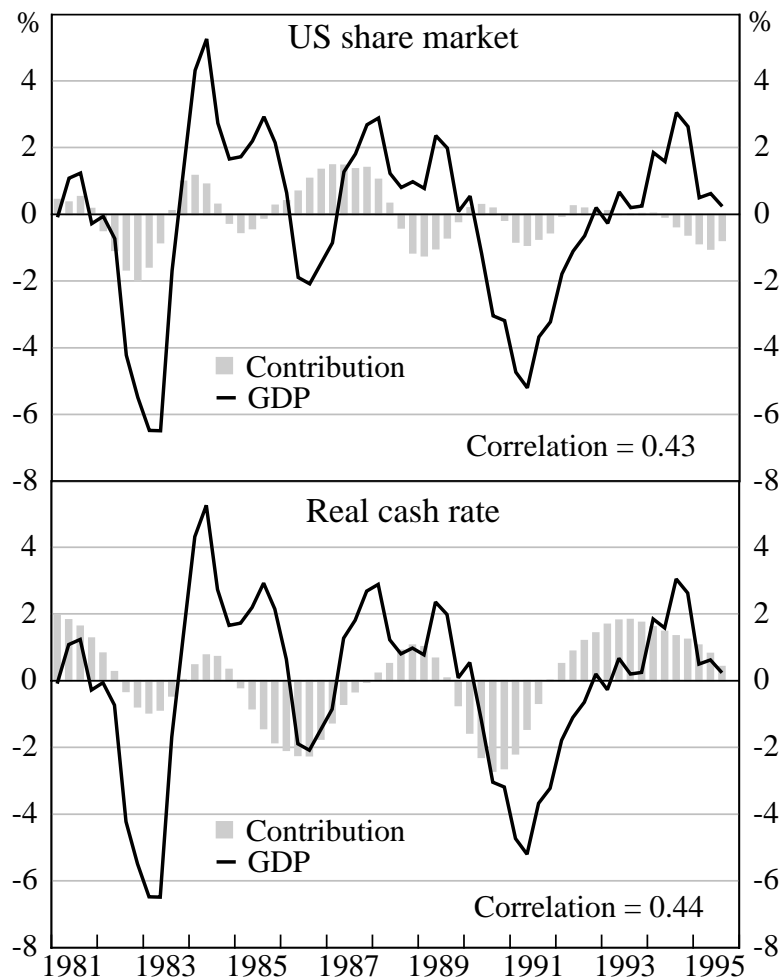 % US share market %
4 4
2 2
0 0
-2 -2
-4 -4
Contribution
GDP
-6 -6
Correlation = 0.43
-8 -8
Real cash rate
4 4
2 2
0 0
-2 -2
-4 -4
Contribution
GDP
-6 -6
Correlation = 0.44
-8 -8
1981 1983 1985 1987 1989 1991 1993 1995